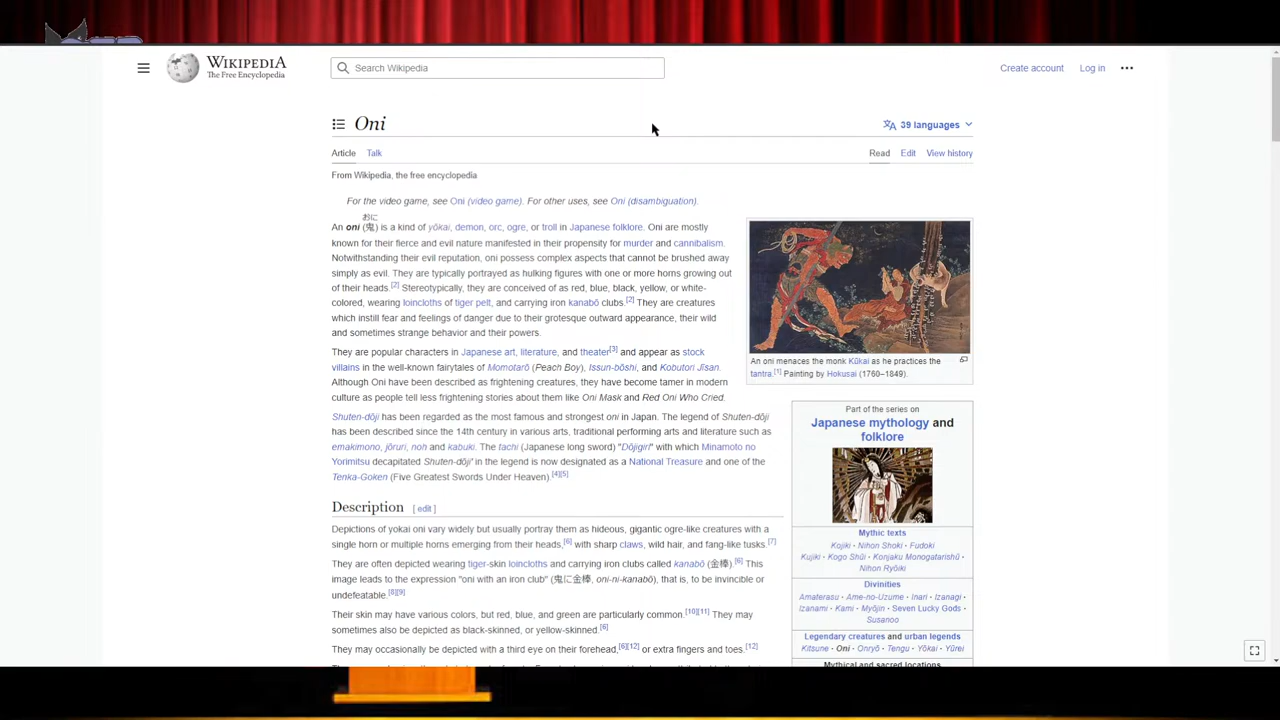 WIKIPEDIA
The Free Encyclopedia
Search Wikipedia
Create account
Log in
Oni
39 languages
Article
Talk
Read
Edit
View history
From Wikipedia, the free encyclopedia
For the video game, see Oni (video game). For other uses, see Oni (disambiguation).
おに
An oni (鬼) is a kind of yōkai, demon, orc, ogre, or troll in Japanese folklore. Oni are mostly
known for their fierce and evil nature manifested in their propensity for murder and cannibalism.
Notwithstanding their evil reputation, oni possess complex aspects that cannot be brushed away
simply as evil. They are typically portrayed as hulking figures with one or more horns growing out
of their heads.[2] Stereotypically, they are conceived of as red, blue, black, yellow, or white-
colored, wearing loincloths of tiger pelt, and carrying iron kanabō clubs.[2] They are creatures
which instill fear and feelings of danger due to their grotesque outward appearance, their wild
and sometimes strange behavior and their powers.
They are popular characters in Japanese art, literature, and theater[3] and appear as stock
villains in the well-known fairytales of Momotarō (Peach Boy), Issun-bōshi, and Kobutori Jīsan.
Although Oni have been described as frightening creatures, they have become tamer in modern
culture as people tell less frightening stories about them like Oni Mask and Red Oni Who Cried.
Shuten-dōji has been regarded as the most famous and strongest oni in Japan. The legend of Shuten-dōji
has been described since the 14th century in various arts, traditional performing arts and literature such as
emakimono, jōruri, noh and kabuki. The tachi (Japanese long sword) "Dōjigiri" with which Minamoto no
Yorimitsu decapitated Shuten-dōji' in the legend is now designated as a National Treasure and one of the
Tenka-Goken (Five Greatest Swords Under Heaven).[4][5]
Description [ edit ]
Depictions of yokai oni vary widely but usually portray them as hideous, gigantic ogre-like creatures with a
single horn or multiple horns emerging from their heads,[6] with sharp claws, wild hair, and fang-like tusks.[7]
They are often depicted wearing tiger-skin loincloths and carrying iron clubs called kanabō (金棒).[6] This
image leads to the expression "oni with an iron club" (鬼に金棒, oni-ni-kanabō), that is, to be invincible or
undefeatable.[8][9]
Their skin may have various colors, but red, blue, and green are particularly common.[10][11] They may
sometimes also be depicted as black-skinned, or yellow-skinned.[6]
They may occasionally be depicted with a third eye on their forehead,[6][12] or extra fingers and toes.[12]
An oni menaces the monk Kūkai as he practices the
tantra.[1] Painting by Hokusai (1760–1849).
Part of the series on
Japanese mythology and
folklore
Mythic texts
Kojiki · Nihon Shoki · Fudoki
Kujiki · Kogo Shūi · Konjaku Monogatarishū ·
Nihon Ryōiki
Divinities
Amaterasu · Ame-no-Uzume · Inari · Izanagi ·
Izanami · Kami · Myōjin · Seven Lucky Gods ·
Susanoo
Legendary creatures and urban legends
Kitsune · Oni · Onryō · Tengu · Yōkai · Yūrei
Mythical and sacred locations